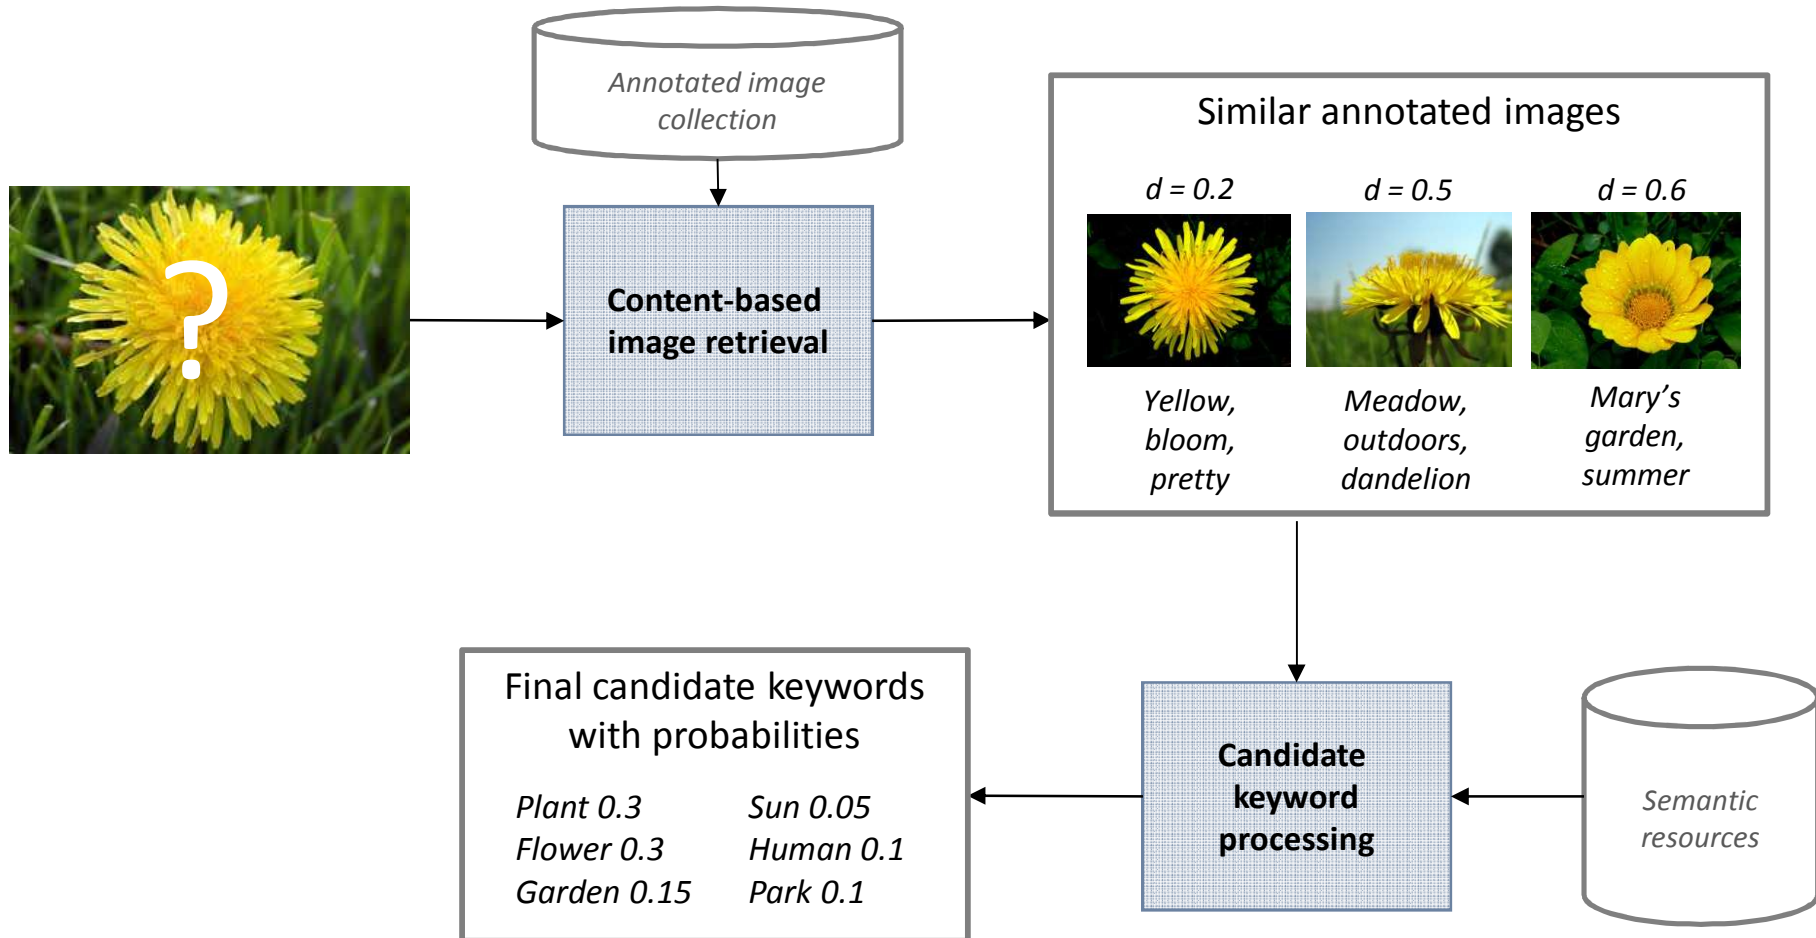 Annotated image
collection
?
Content-based
image retrieval
Similar annotated images
d = 0.2
d = 0.5
d = 0.6
Yellow,
bloom,
pretty
Meadow,
outdoors,
dandelion
Mary’s
garden,
summer
Final candidate keywords
with probabilities
Plant 0.3
Flower 0.3
Garden 0.15
Sun 0.05
Human 0.1
Park 0.1
Candidate
keyword
processing
Semantic
resources